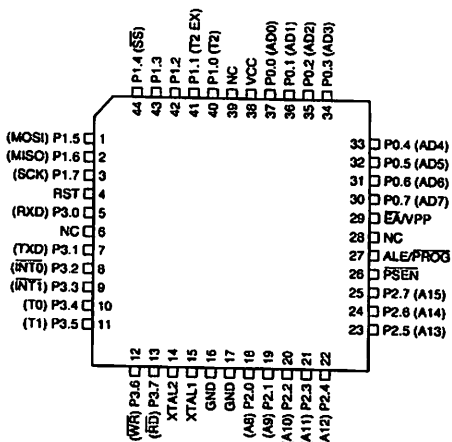 P1.4 (SS)
P1.3
P1.2
P1.1 (T2 EX)
P1.0 (T2)
NC
VCC
P0.0 (AD0)
P0.1 (AD1)
P0.2 (AD2)
P0.3 (AD3)
44 43 42 41 40 39 38 37 36 35 34
(MOSI) P1.5 1
(MISO) P1.6 2
(SCK) P1.7 3
RST 4
(RXD) P3.0 5
NC 6
(TXD) P3.1 7
(INT0) P3.2 8
(INT1) P3.3 9
(T0) P3.4 10
(T1) P3.5 11
33 P0.4 (AD4)
32 P0.5 (AD5)
31 P0.6 (AD6)
30 P0.7 (AD7)
29 EA/VPP
28 NC
27 ALE/PROG
26 PSEN
25 P2.7 (A15)
24 P2.6 (A14)
23 P2.5 (A13)
12 13 14 15 16 17 18 19 20 21 22
(WR) P3.6
(RD) P3.7
XTAL2
XTAL1
GND
GND
(A8) P2.0
(A9) P2.1
A10) P2.2
A11) P2.3
A12) P2.4